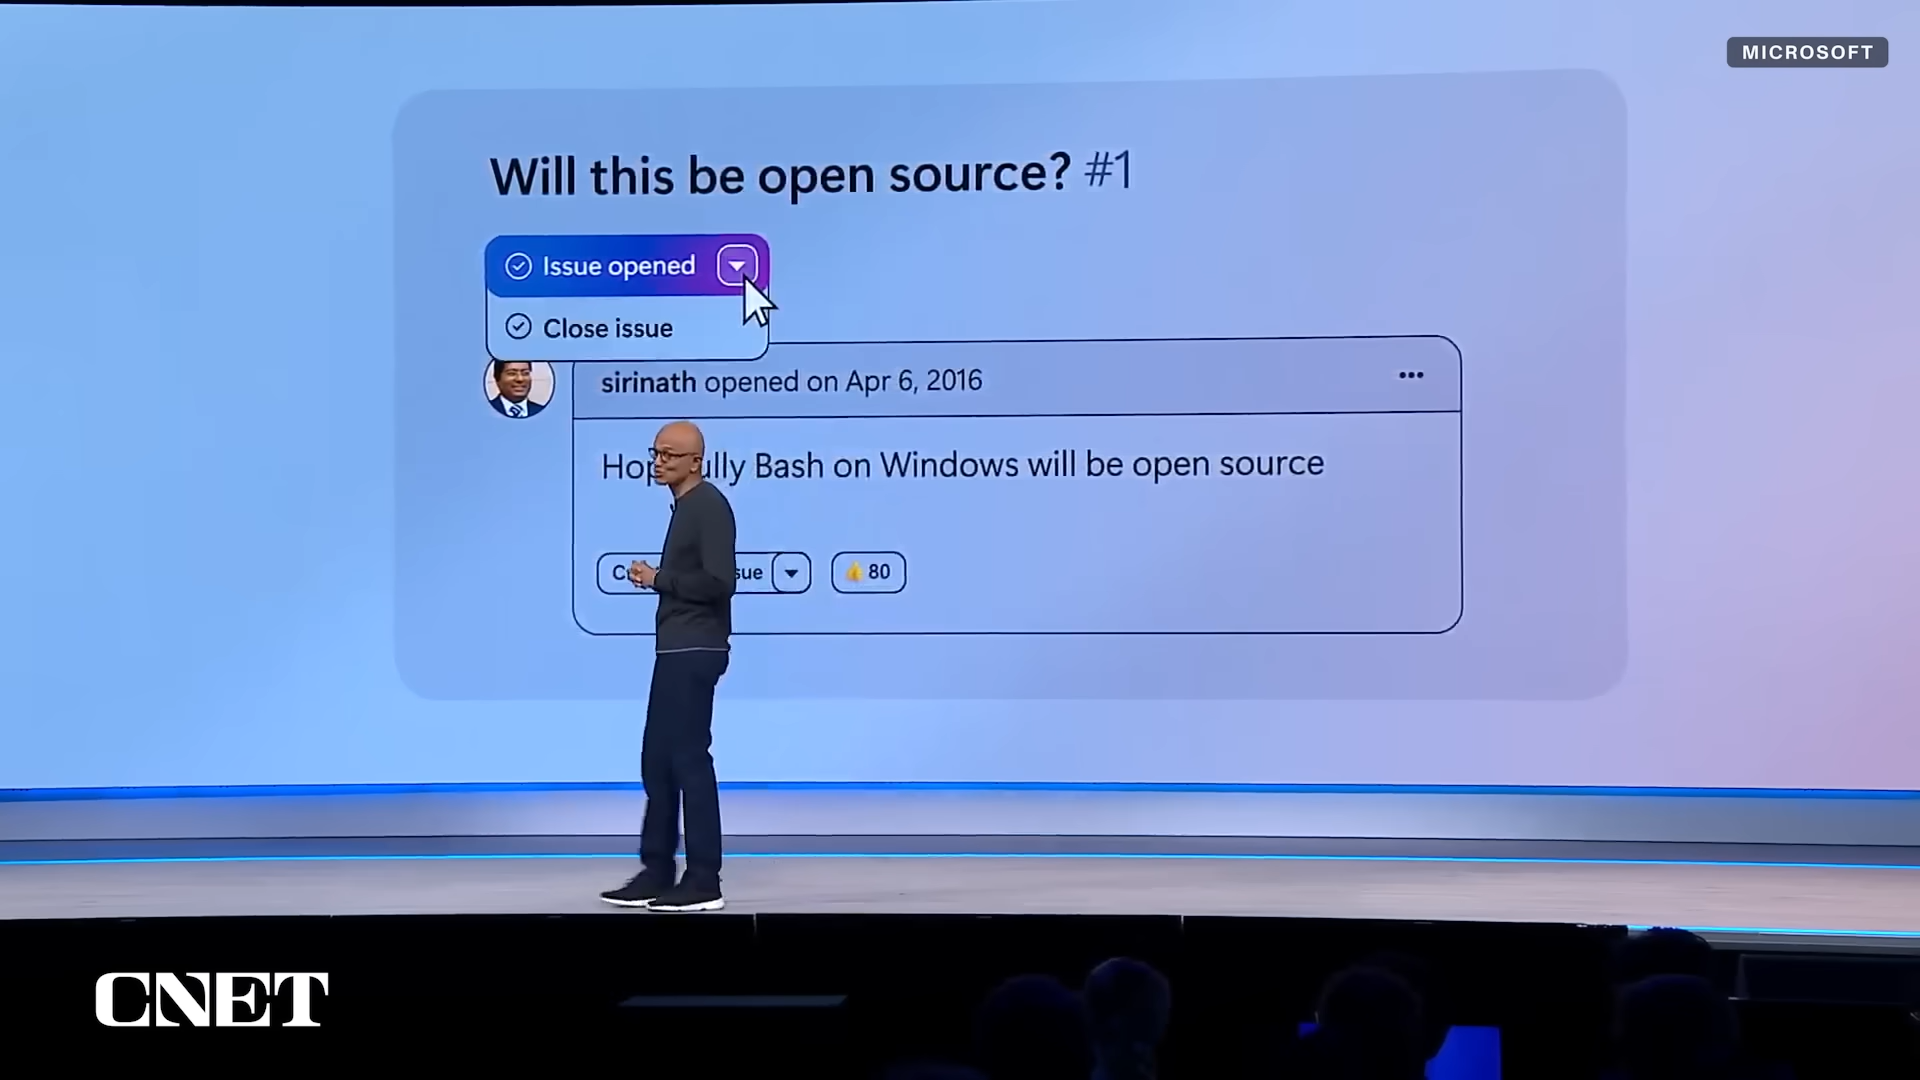 MICROSOFT
Will this be open source? #1
Issue opened
Close issue
sirinath opened on Apr 6, 2016
Bash on Windows will be open source
80
CNET